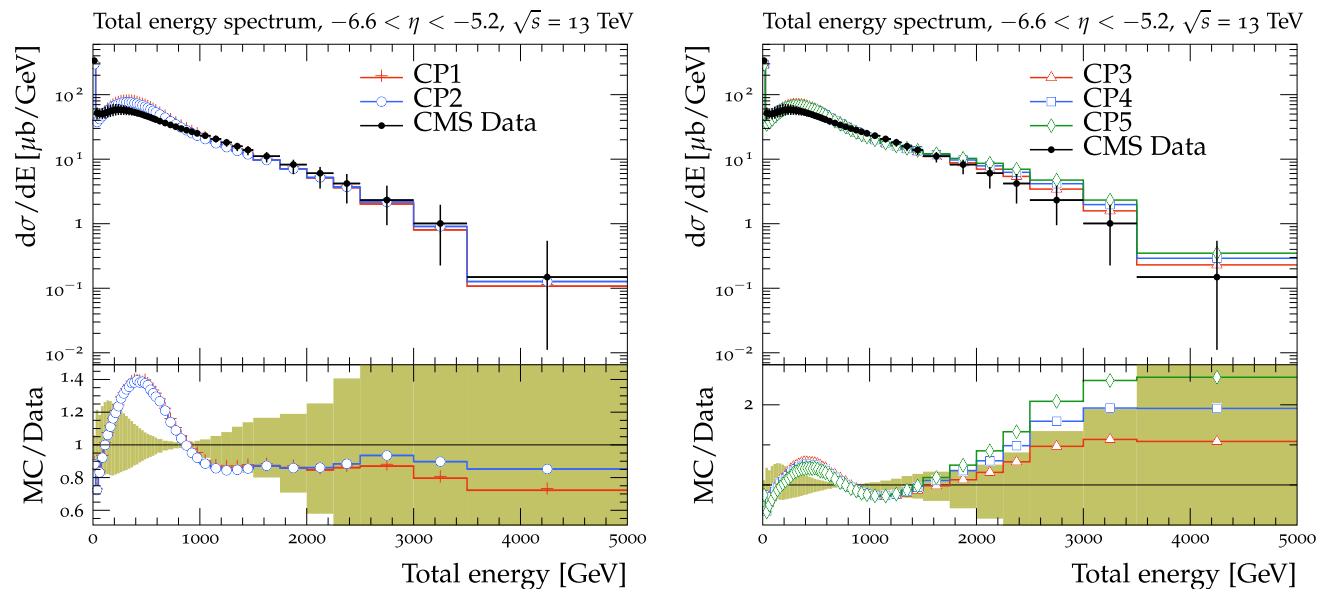 Total energy spectrum, −6.6 < η < −5.2, √s = 13 TeV
dσ/dE [μb/GeV]
10²
10¹
1
10⁻¹
10⁻²
CP1
CP2
CMS Data
MC/Data
1.4
1.2
1
0.8
0.6
0
1000
2000
3000
4000
5000
Total energy [GeV]
Total energy spectrum, −6.6 < η < −5.2, √s = 13 TeV
dσ/dE [μb/GeV]
10²
10¹
1
10⁻¹
10⁻²
CP3
CP4
CP5
CMS Data
MC/Data
2
0
1000
2000
3000
4000
5000
Total energy [GeV]